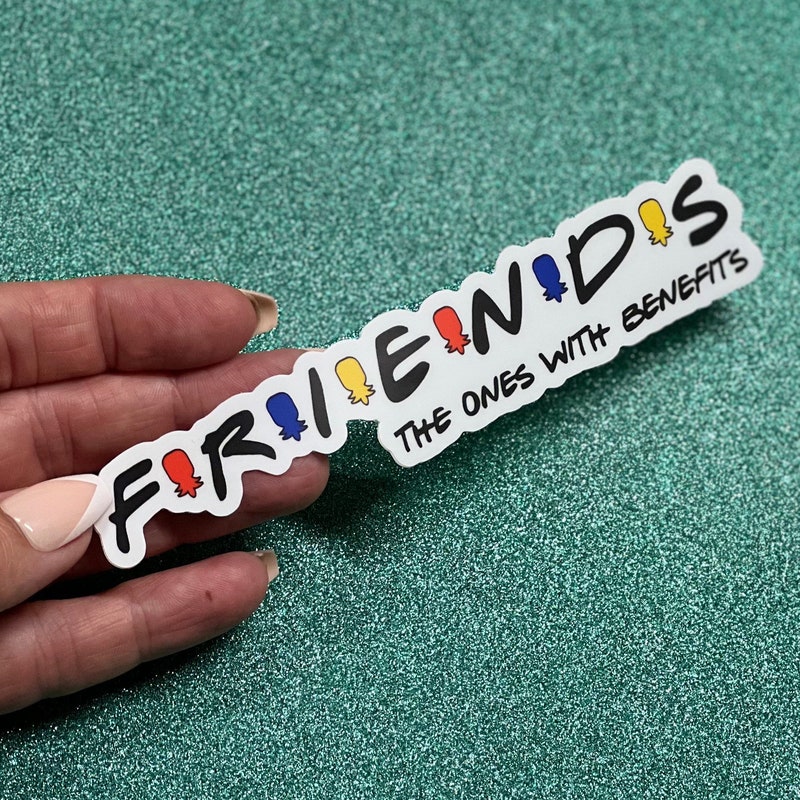 FRIENDS
THE ONES WITH BENEFITS